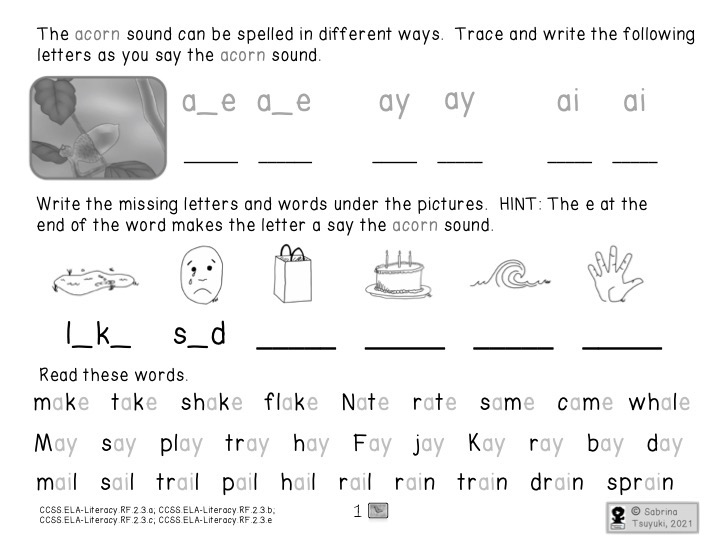 The acorn sound can be spelled in different ways. Trace and write the following
letters as you say the acorn sound.
a_e a_e ay ay ai ai
Write the missing letters and words under the pictures. HINT: The e at the
end of the word makes the letter a say the acorn sound.
l_k_ s_d
Read these words.
make take shake flake Nate rate same came whale
May say play tray hay Fay jay Kay ray bay day
mail sail trail pail hail rail rain train drain sprain
CCSS.ELA-Literacy.RF.2.3.a; CCSS.ELA-Literacy.RF.2.3.b;
CCSS.ELA-Literacy.RF.2.3.c; CCSS.ELA-Literacy.RF.2.3.e
1
© Sabrina
Tsuyuki, 2021